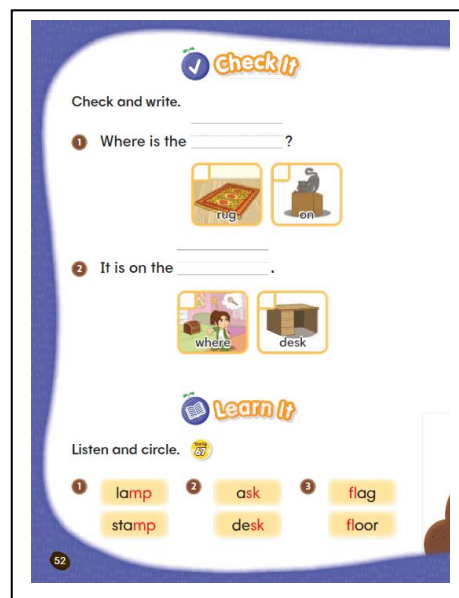 Check It
Check and write.
1 Where is the ?
rug on
2 It is on the .
where desk
Learn It
Listen and circle. Track 67
1 lamp 2 ask 3 flag
stamp desk floor
52